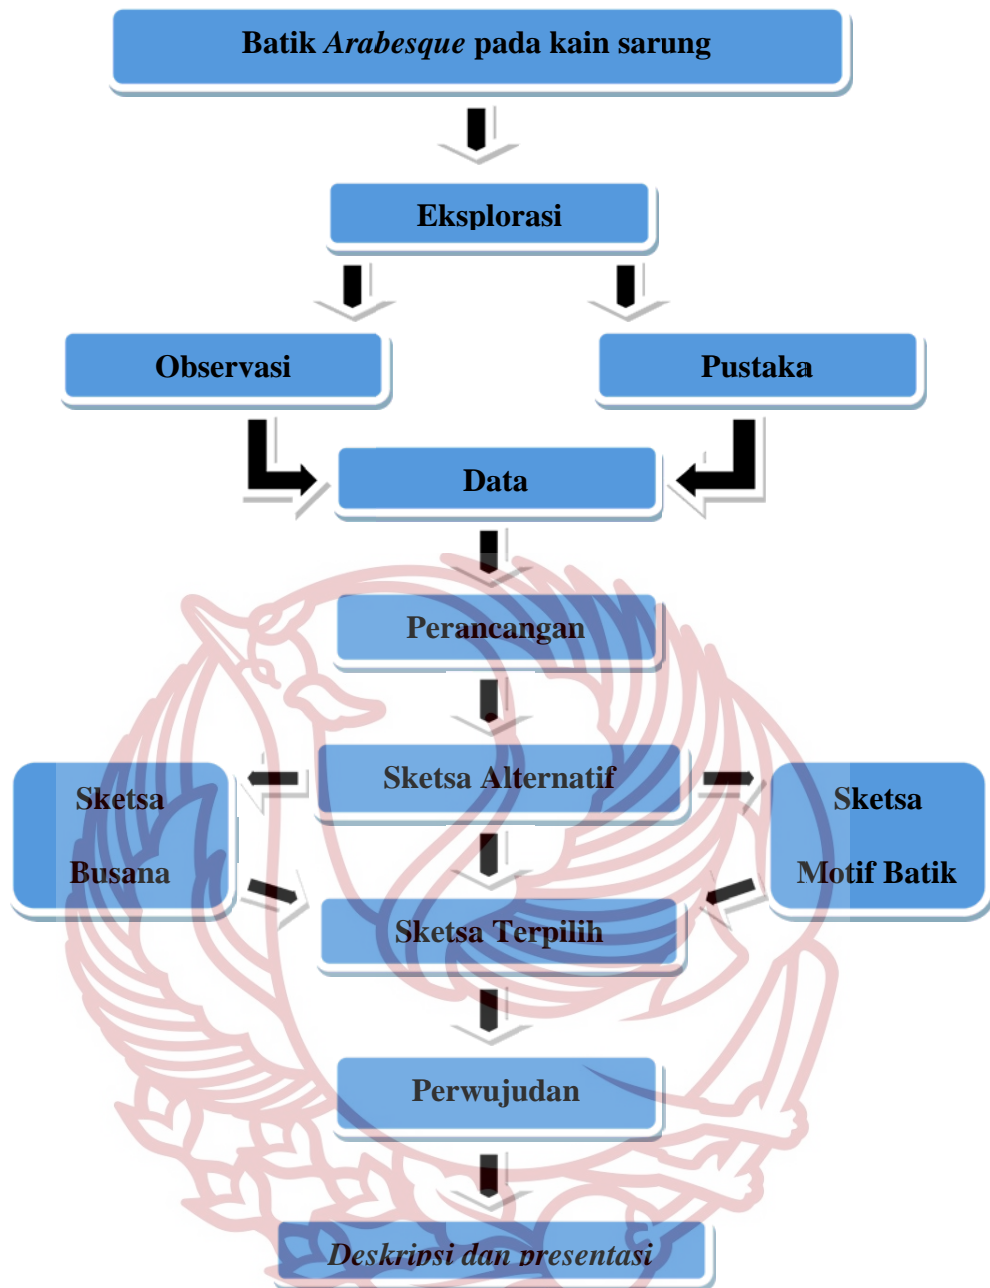 Batik Arabesque pada kain sarung
Eksplorasi
Observasi
Pustaka
Data
Perancangan
Sketsa Alternatif
Sketsa
Busana
Sketsa
Motif Batik
Sketsa Terpilih
Perwujudan
Deskripsi dan presentasi